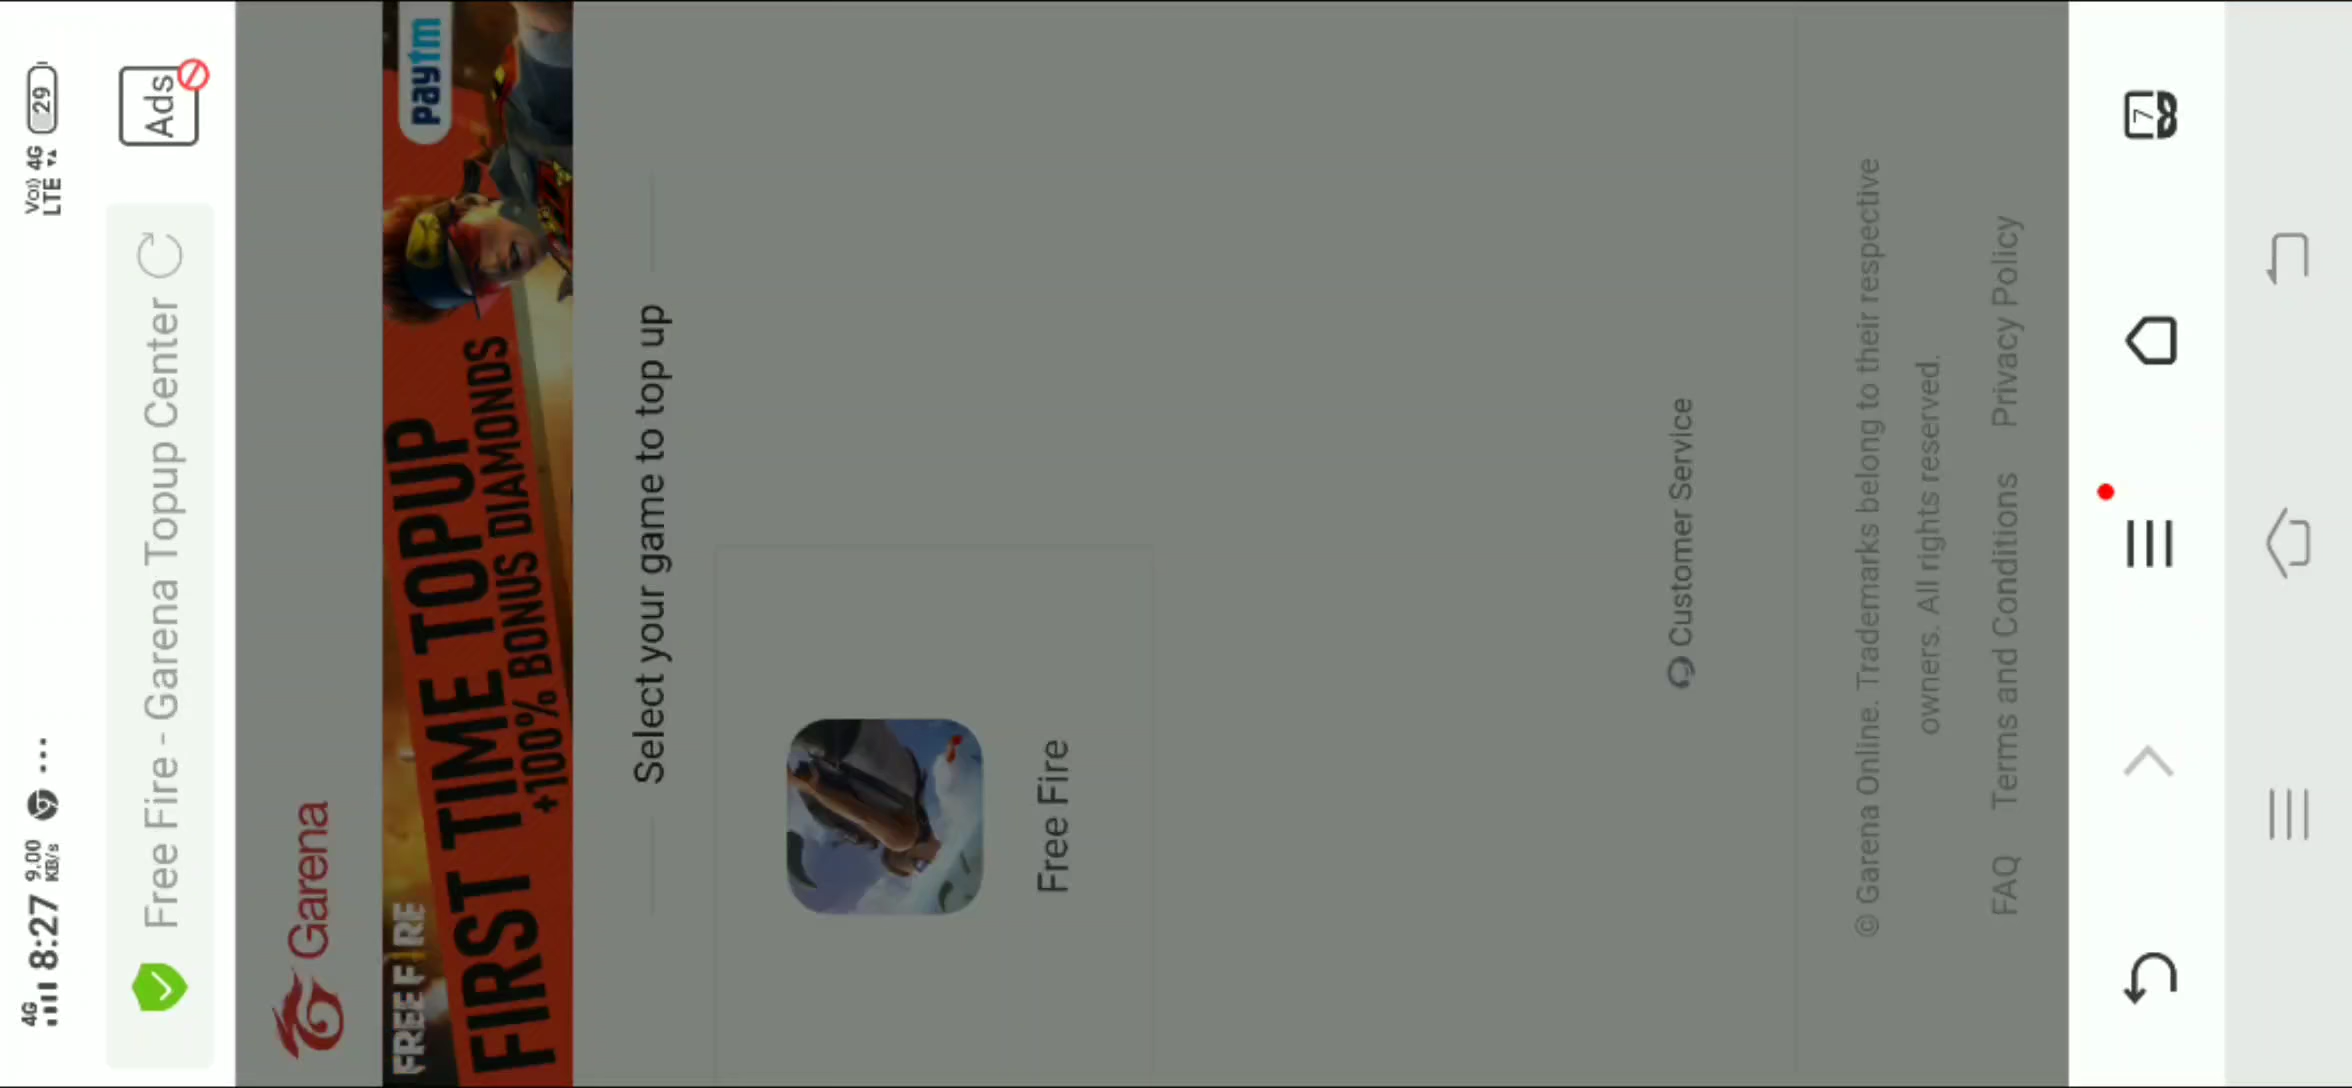 4G 8:27 9.00 KB/s ... Vo)) 4G LTE 29
Free Fire - Garena Topup Center
Ads
Garena
FREE FIRE
Paytm
FIRST TIME TOPUP
+100% BONUS DIAMONDS
Select your game to top up
Free Fire
Customer Service
© Garena Online. Trademarks belong to their respective
owners. All rights reserved.
FAQ Terms and Conditions Privacy Policy
7